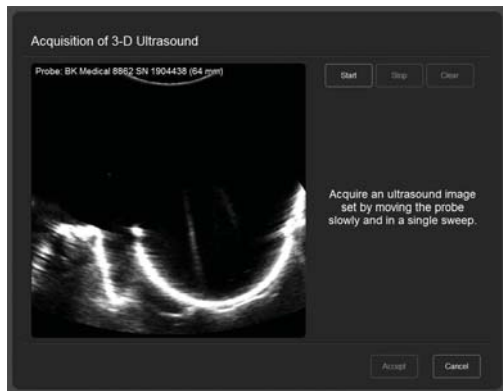 Acquisition of 3-D Ultrasound
Probe: BK Medical 8862 SN 1904438 (64 mm)
Start
Stop
Clear
Acquire an ultrasound image
set by moving the probe
slowly and in a single sweep.
Accept
Cancel